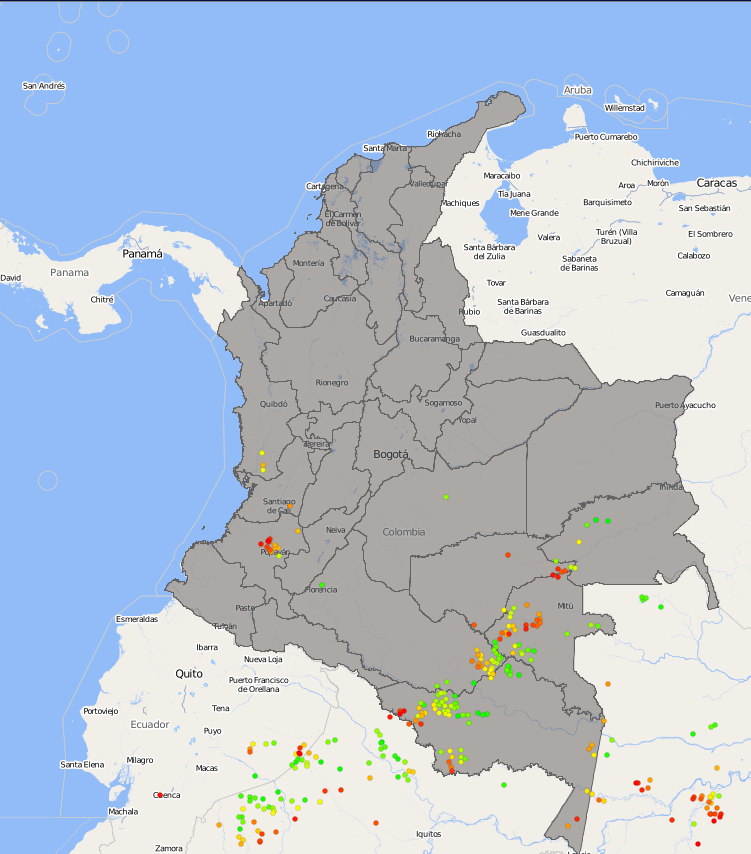 San Andrés
Aruba
Willemstad
Riohacha
Puerto Cumarebo
Santa Marta
Chichiriviche
Maracaibo
Cartagena
Valledupar
Tía Juana
Aroa
Morón
Caracas
Machiques
Barquisimeto
San Sebastián
Mene Grande
El Carmen
de Bolívar
Valera
Turén (Villa
Bruzual)
El Sombrero
Panamá
Santa Bárbara
del Zulia
Calabozo
Sabaneta
de Barinas
Montería
David
Panama
Tovar
Camaguán
Vene
Chitré
Apartadó
Caucasia
Santa Bárbara
de Barinas
Rubio
Guasdualito
Bucaramanga
Rionegro
Quibdó
Sogamoso
Puerto Ayacucho
Yopal
Pereira
Bogotá
Inírida
Santiago
de Cali
Neiva
Colombia
Popayán
Florencia
Mitú
Pasto
Esmeraldas
Tulcán
Ibarra
Nueva Loja
Quito
Puerto Francisco
de Orellana
Portoviejo
Tena
Ecuador
Puyo
Santa Elena
Milagro
Macas
Cuenca
Machala
Iquitos
Zamora